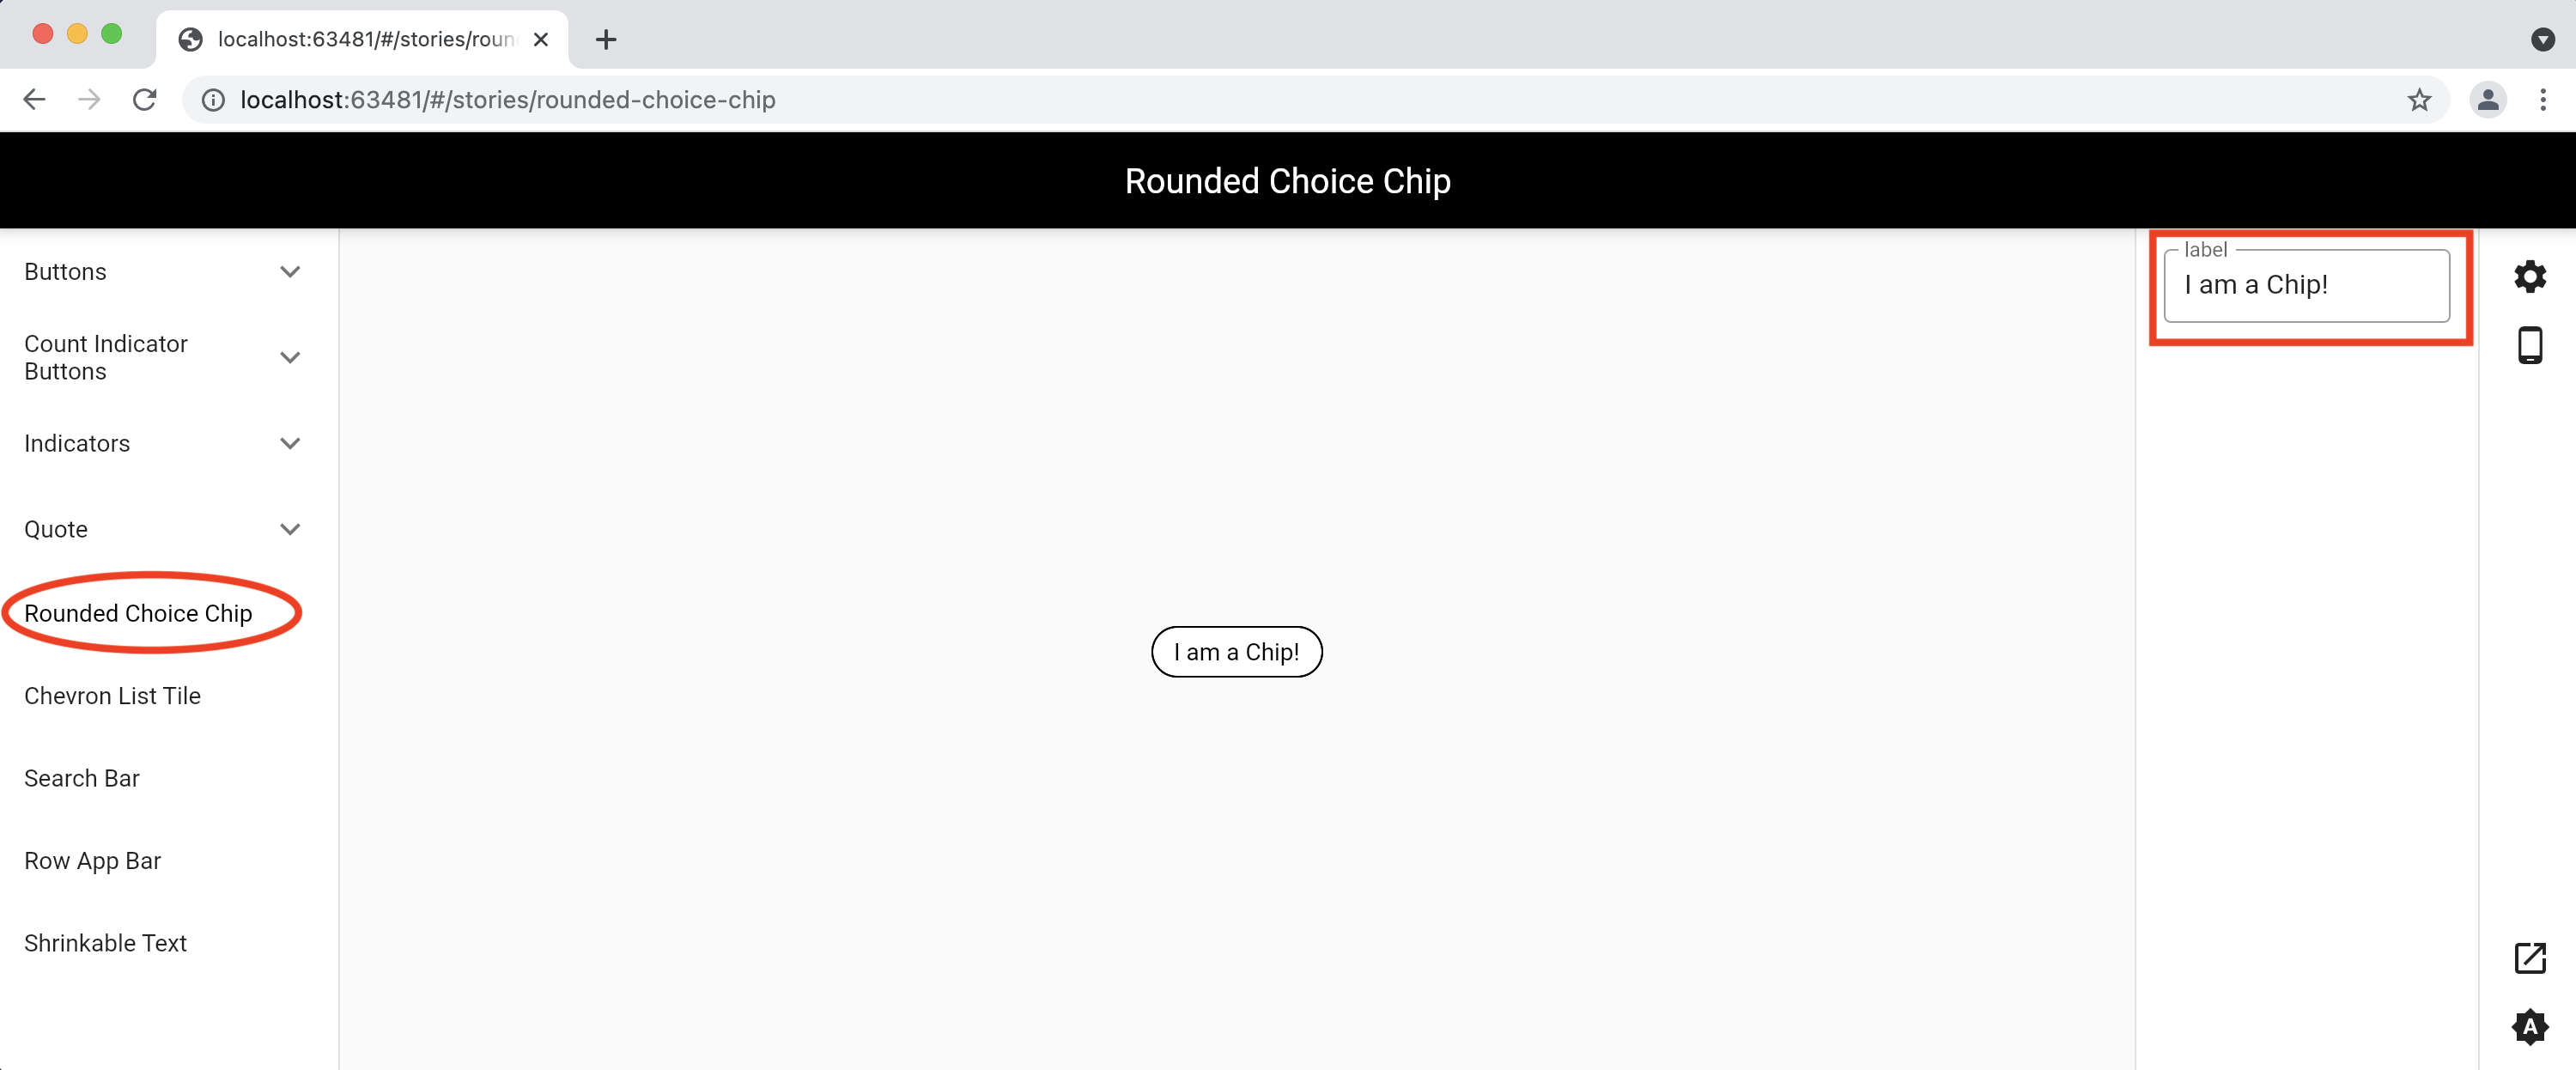 localhost:63481/#/stories/roun
localhost:63481/#/stories/rounded-choice-chip
Rounded Choice Chip
Buttons
Count Indicator
Buttons
Indicators
Quote
Rounded Choice Chip
Chevron List Tile
Search Bar
Row App Bar
Shrinkable Text
I am a Chip!
label
I am a Chip!
A